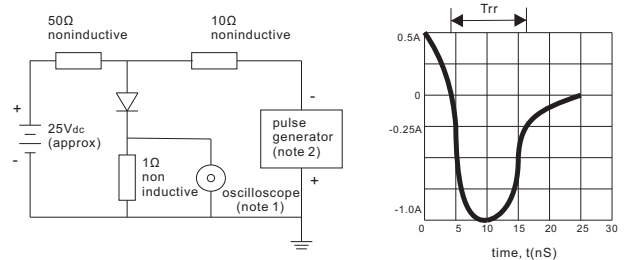 50Ω
noninductive
10Ω
noninductive
+
25Vdc
(approx)
-
1Ω
non
inductive
oscilloscope
(note 1)
-
pulse
generator
(note 2)
+
Trr
0.5A
0
-0.25A
-1.0A
0 5 10 15 20 25 30
time, t(nS)